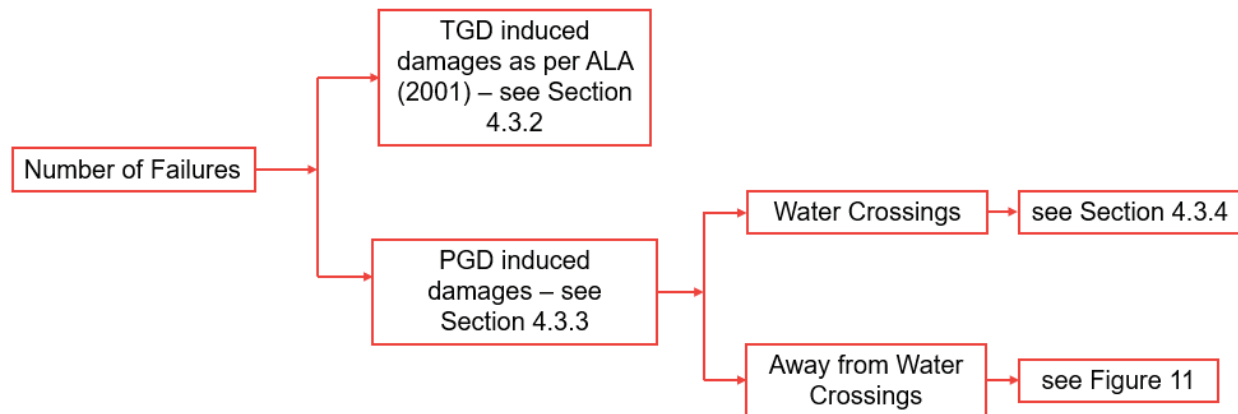 Number of Failures
TGD induced
damages as per ALA
(2001) – see Section
4.3.2
PGD induced
damages – see
Section 4.3.3
Water Crossings
see Section 4.3.4
Away from Water
Crossings
see Figure 11